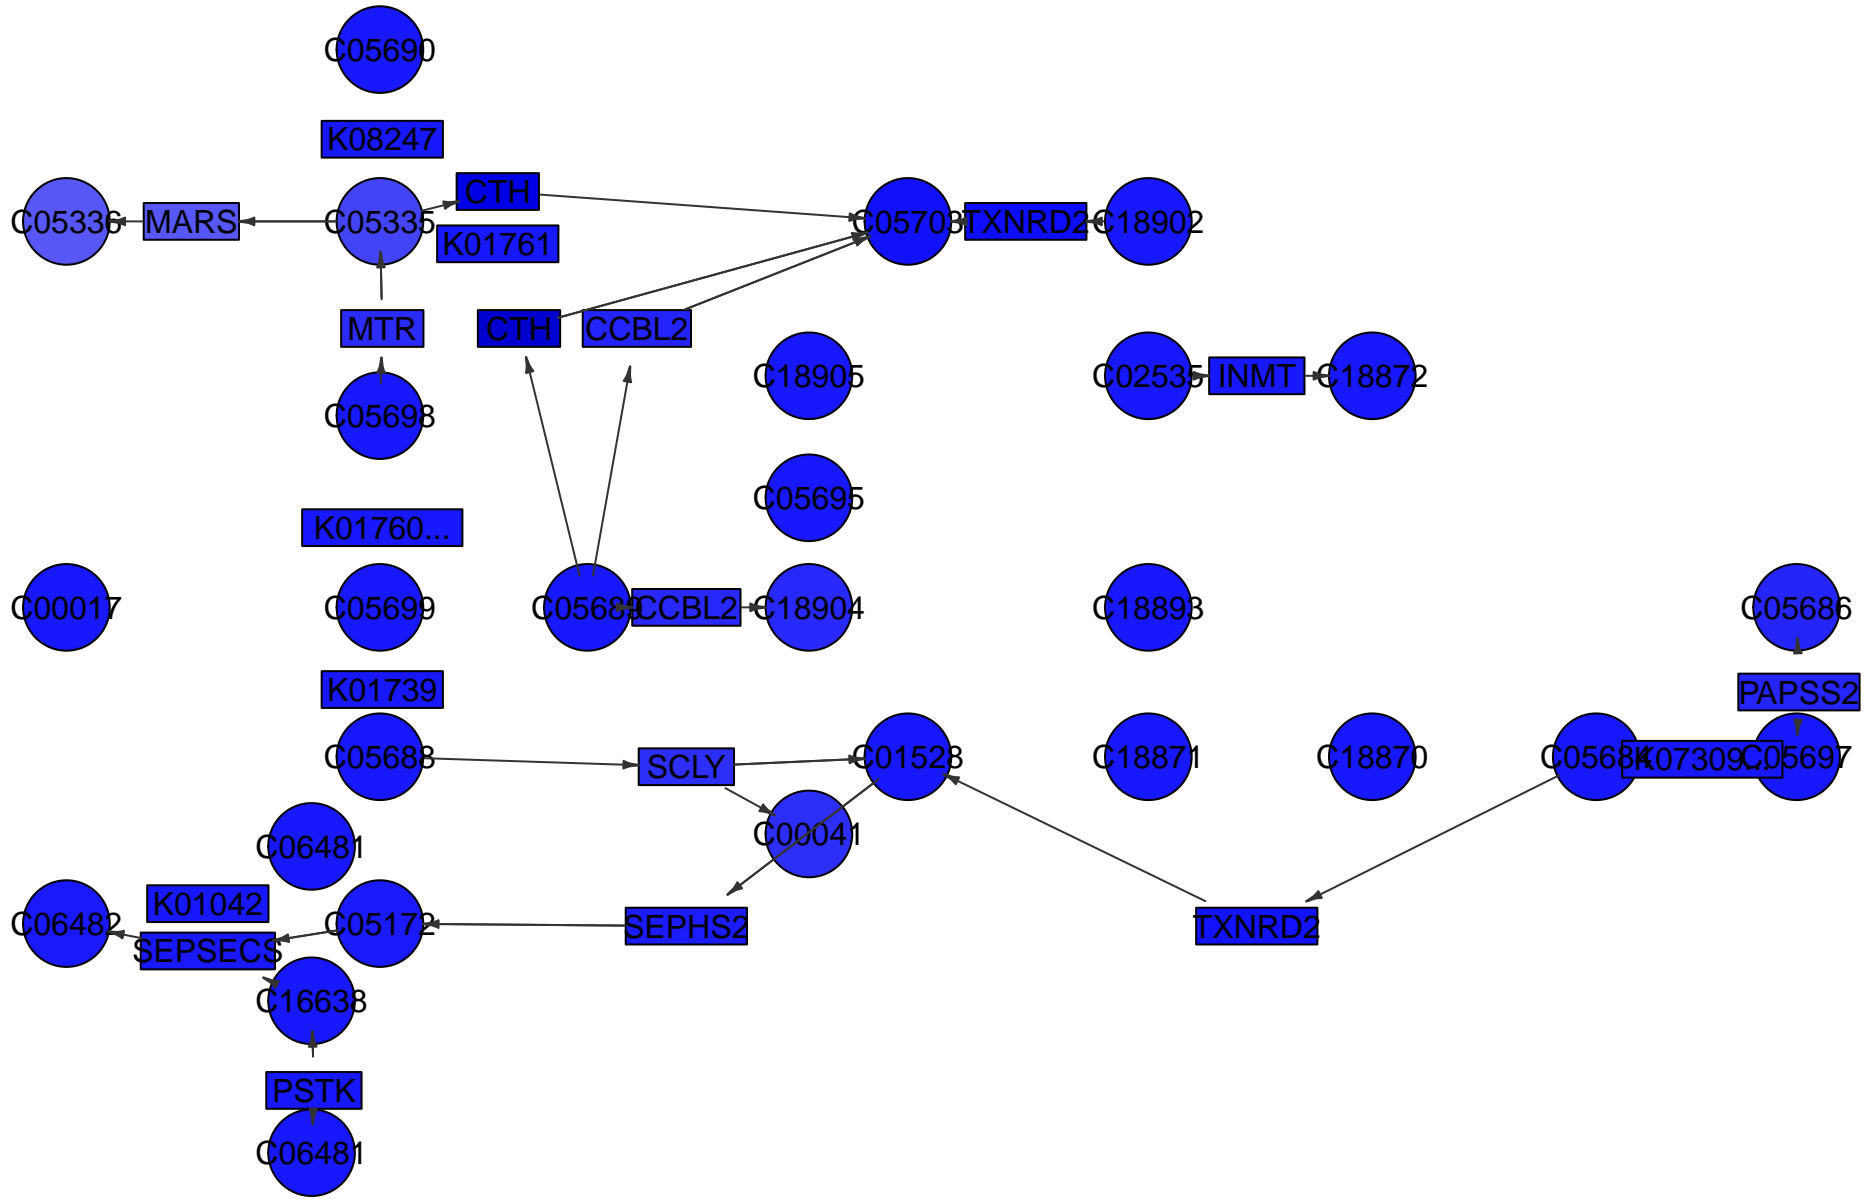 C05690
K08247
CTH
C05336
MARS
C05335
C05703
TXNRD2
C18902
K01761
MTR
CTH
CCBL2
C18905
C02535
INMT
C18872
C05698
C05695
K01760...
C00017
C05699
C05689
CCBL2
C18904
C18893
C05686
K01739
PAPSS2
C05688
SCLY
C01528
C18871
C18870
C05684
K07309...
C05697
C00041
C06481
K01042
C06482
C05172
SEPHS2
TXNRD2
SEPSECS
C16638
PSTK
C06481